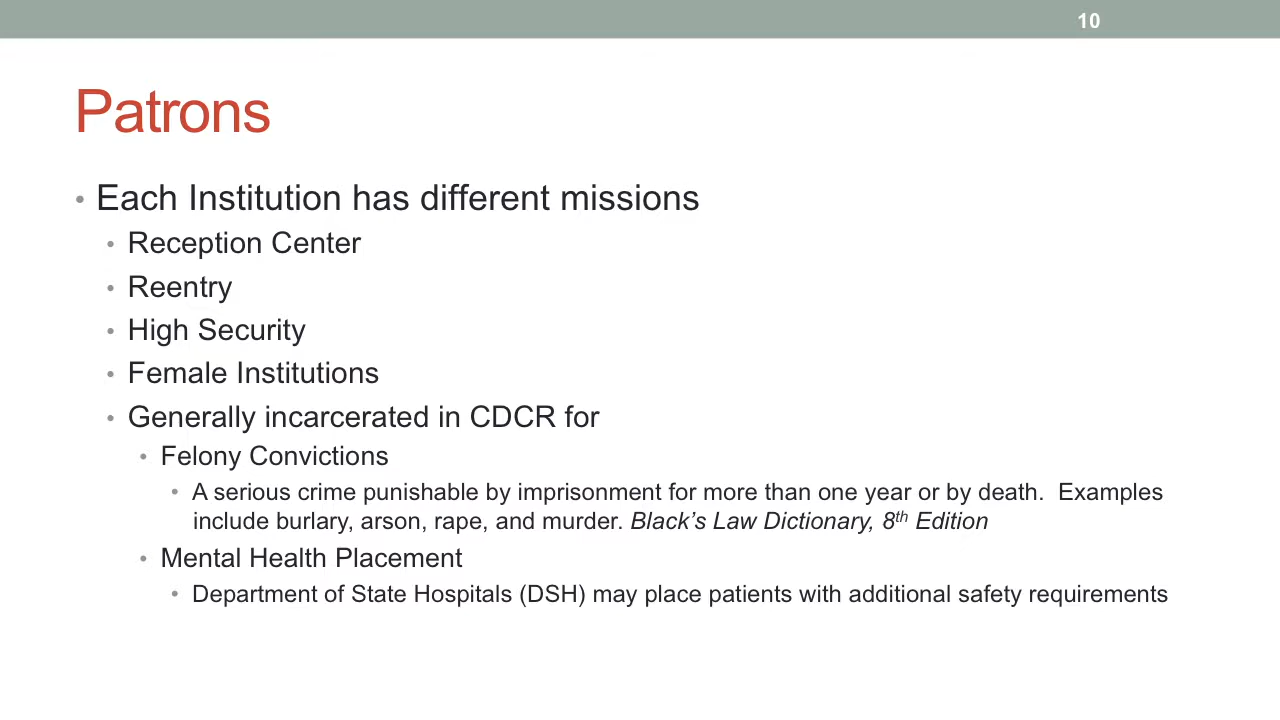 10
Patrons
• Each Institution has different missions
• Reception Center
• Reentry
• High Security
• Female Institutions
• Generally incarcerated in CDCR for
• Felony Convictions
• A serious crime punishable by imprisonment for more than one year or by death.  Examples
include burlary, arson, rape, and murder. Black’s Law Dictionary, 8th Edition
• Mental Health Placement
• Department of State Hospitals (DSH) may place patients with additional safety requirements